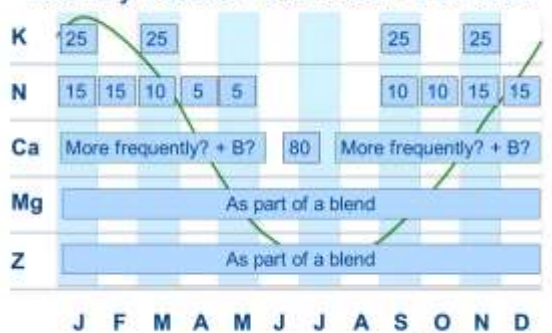 K 25 25 25 25
N 15 15 10 5 5 10 10 15 15
Ca More frequently? + B? 80 More frequently? + B?
Mg As part of a blend
Z As part of a blend
J F M A M J J A S O N D